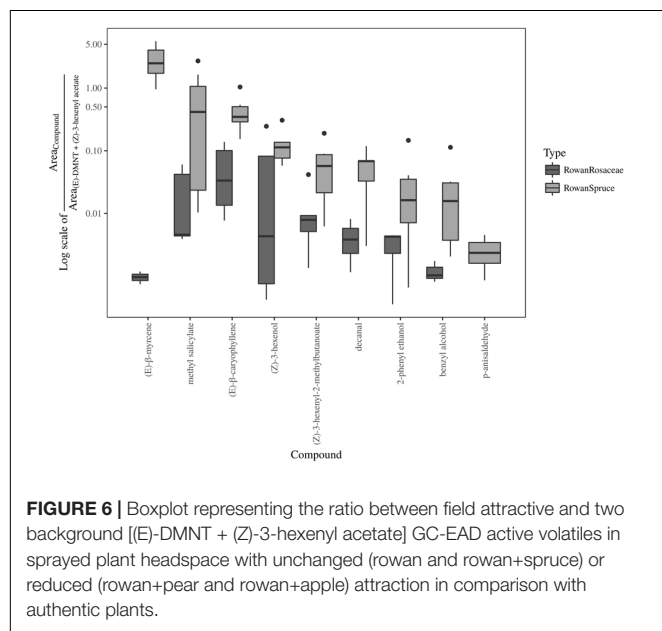 Log scale of Area Compound
Area (E)-DMNT + (Z)-3-hexenyl acetate
5.00
1.00
0.50
0.10
0.01
(E)-β-myrcene
methyl salicylate
(E)-β-caryophyllene
(Z)-3-hexenol
(Z)-3-hexenyl-2-methylbutanoate
decanal
2-phenyl ethanol
benzyl alcohol
p-anisaldehyde
Compound
Type
RowanRosaceae
RowanSpruce
FIGURE 6 | Boxplot representing the ratio between field attractive and two
background [(E)-DMNT + (Z)-3-hexenyl acetate] GC-EAD active volatiles in
sprayed plant headspace with unchanged (rowan and rowan+spruce) or
reduced (rowan+pear and rowan+apple) attraction in comparison with
authentic plants.